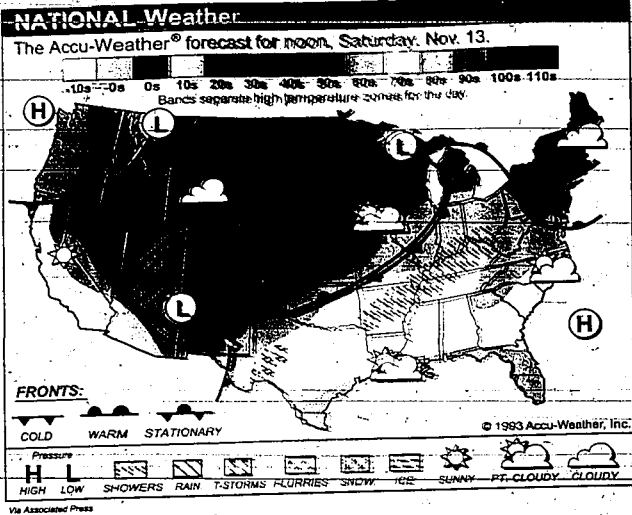 NATIONAL Weather
The Accu-Weather® forecast for noon, Saturday, Nov. 13.
-10s -0s 0s 10s 20s 30s 40s 50s 60s 70s 80s 90s 100s 110s
Bands separate high temperature zones for the day.
H
L
L
L
H
FRONTS:
COLD WARM STATIONARY
© 1993 Accu-Weather, Inc.
Pressure
H L
HIGH LOW SHOWERS RAIN T-STORMS FLURRIES SNOW ICE SUNNY PT. CLOUDY CLOUDY
Via Associated Press